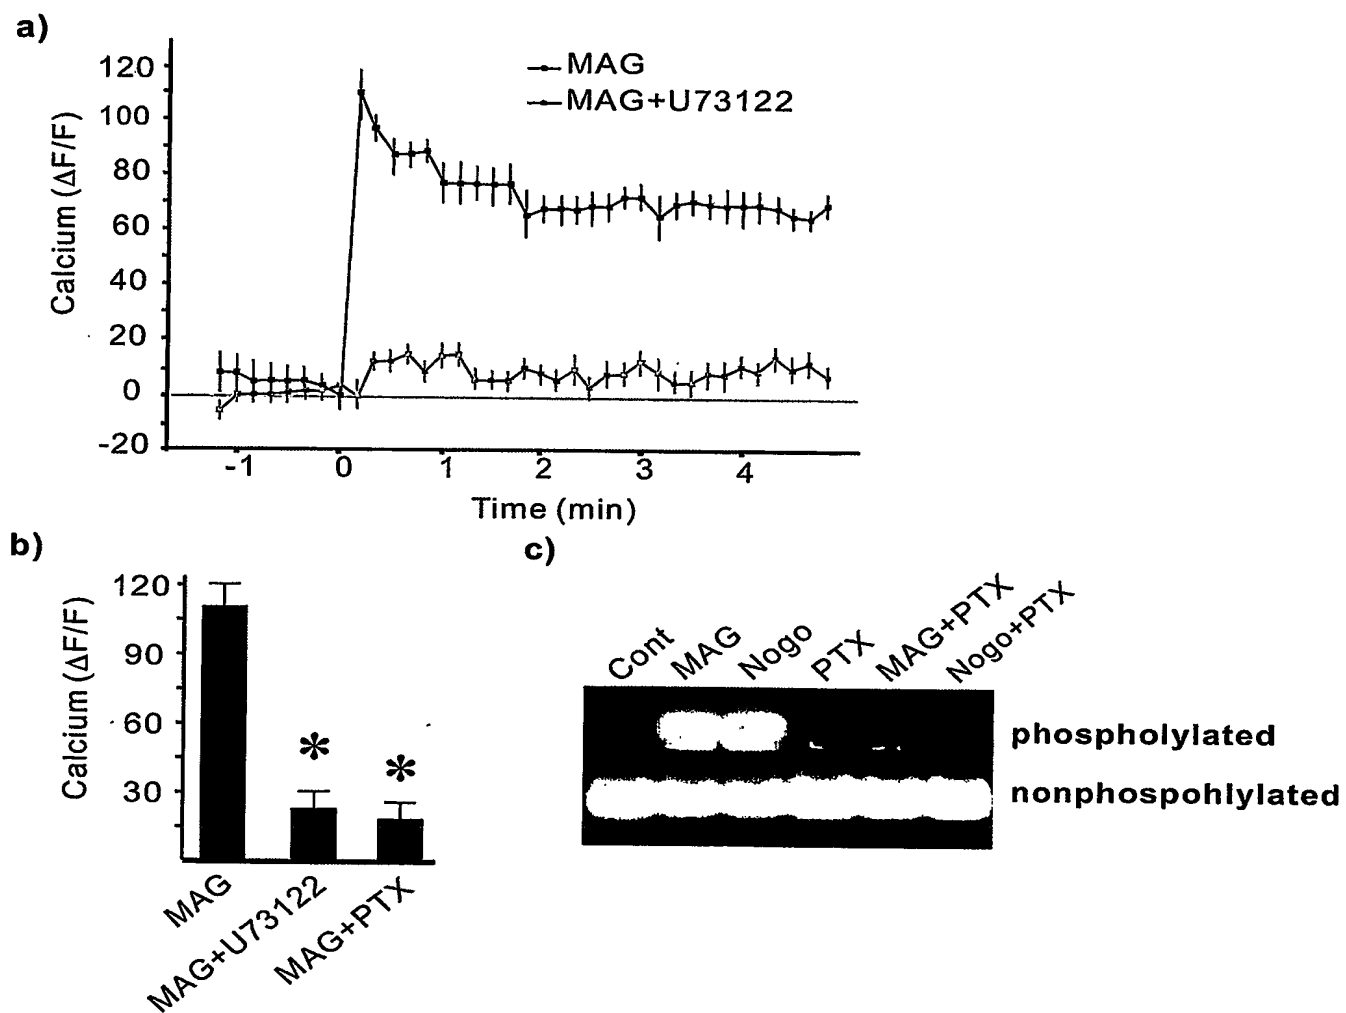 a)
MAG
MAG+U73122
120
100
80
60
40
20
0
-20
Calcium (ΔF/F)
-1 0 1 2 3 4
Time (min)
b)
120
90
60
30
Calcium (ΔF/F)
*
*
MAG
MAG+U73122
MAG+PTX
c)
Cont
MAG
Nogo
PTX
MAG+PTX
Nogo+PTX
phospholylated
nonphospohlylated